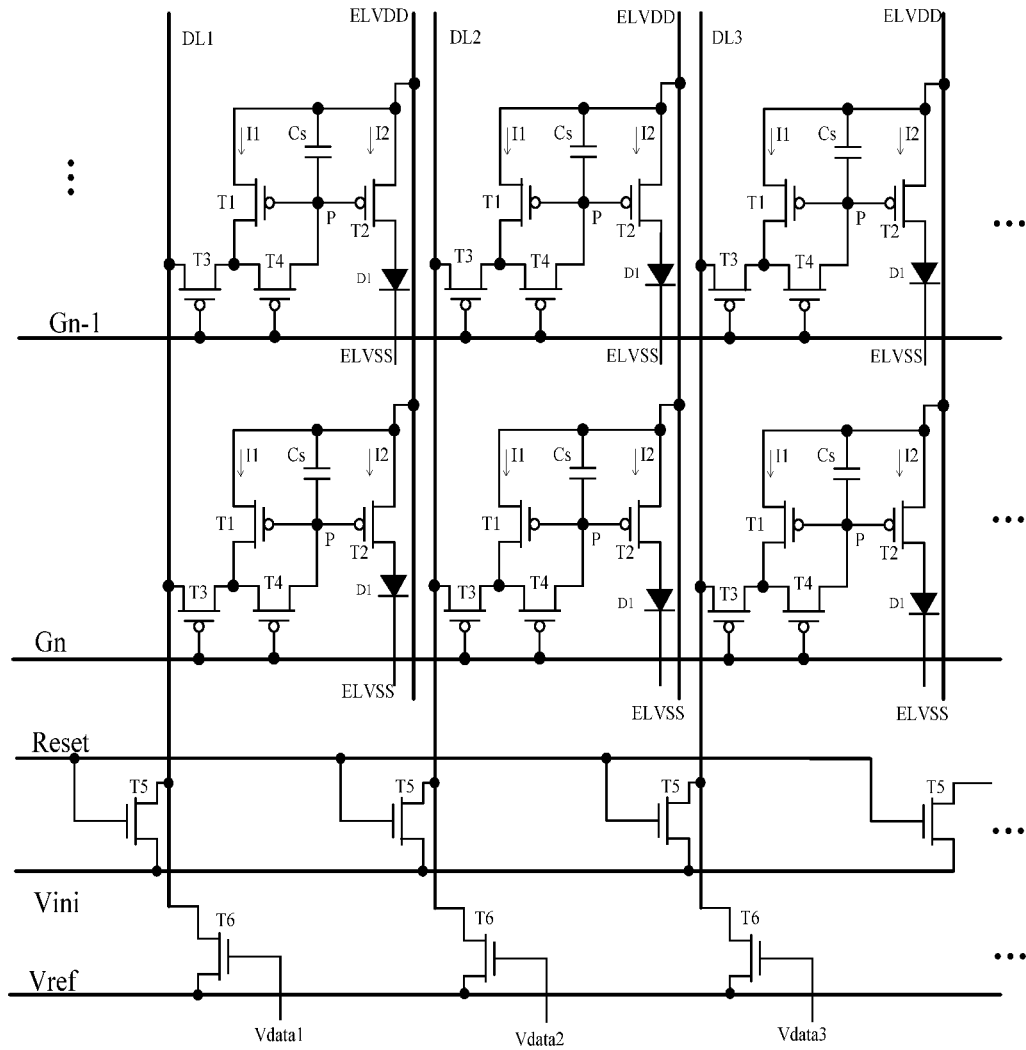 ELVDD ELVDD ELVDD
DL1 DL2 DL3
I1 Cs I2 I1 Cs I2 I1 Cs I2
T1 P T2 T1 P T2 T1 P T2
T3 T4 D1 T3 T4 D1 T3 T4 D1
Gn-1
ELVSS ELVSS ELVSS
I1 Cs I2 I1 Cs I2 I1 Cs I2
T1 P T2 T1 P T2 T1 P T2
T3 T4 D1 T3 T4 D1 T3 T4 D1
Gn
ELVSS ELVSS ELVSS
Reset
T5 T5 T5 T5
Vini
T6 T6 T6
Vref
Vdata1 Vdata2 Vdata3